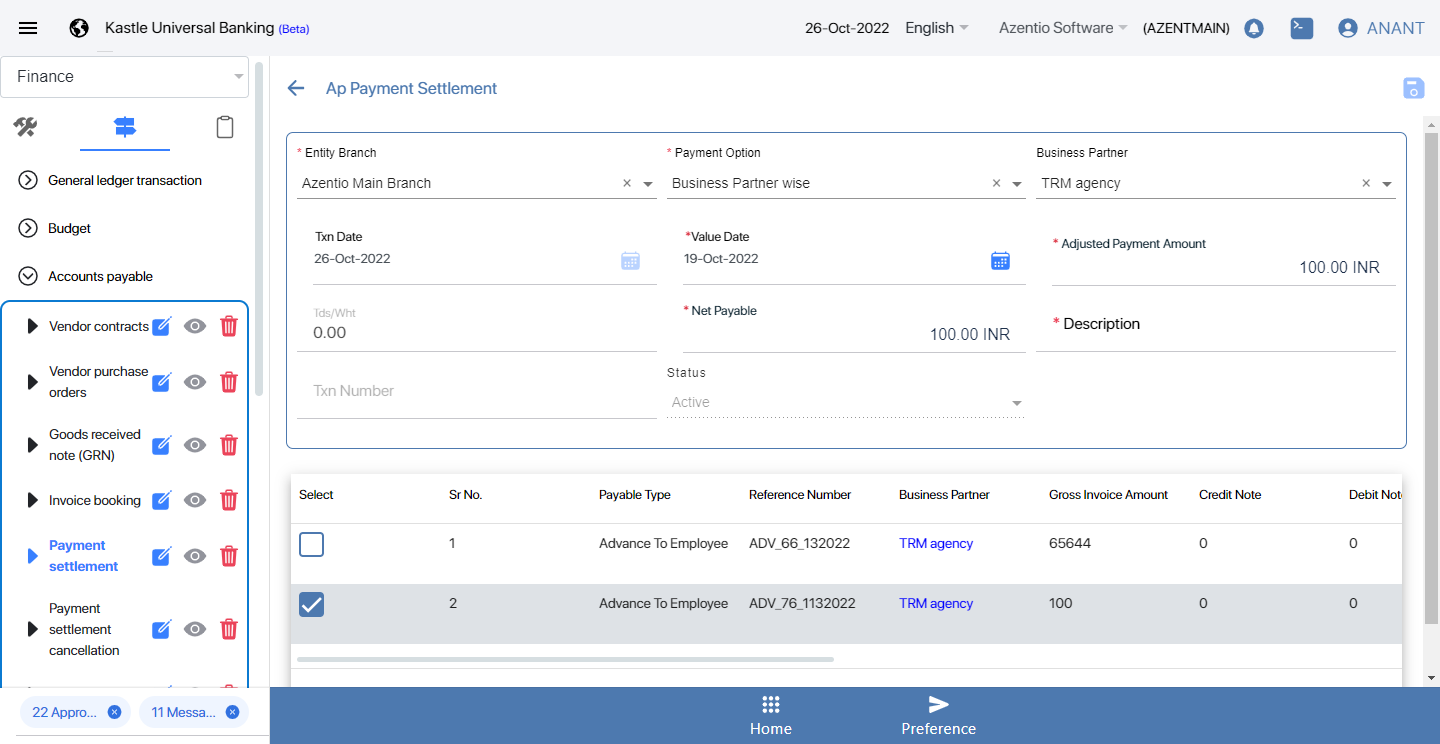 Kastle Universal Banking (Beta)
26-Oct-2022
English
Azentio Software
(AZENTMAIN)
ANANT
Finance
General ledger transaction
Budget
Accounts payable
Vendor contracts
Vendor purchase
orders
Goods received
note (GRN)
Invoice booking
Payment
settlement
Payment
settlement
cancellation
22 Appro...
11 Messa...
Ap Payment Settlement
* Entity Branch
Azentio Main Branch
* Payment Option
Business Partner wise
Business Partner
TRM agency
Txn Date
26-Oct-2022
*Value Date
19-Oct-2022
* Adjusted Payment Amount
100.00 INR
Tds/Wht
0.00
* Net Payable
100.00 INR
* Description
Txn Number
Status
Active
Select Sr No. Payable Type Reference Number Business Partner Gross Invoice Amount Credit Note Debit Not
1 Advance To Employee ADV_66_132022 TRM agency 65644 0 0
2 Advance To Employee ADV_76_1132022 TRM agency 100 0 0
Home
Preference